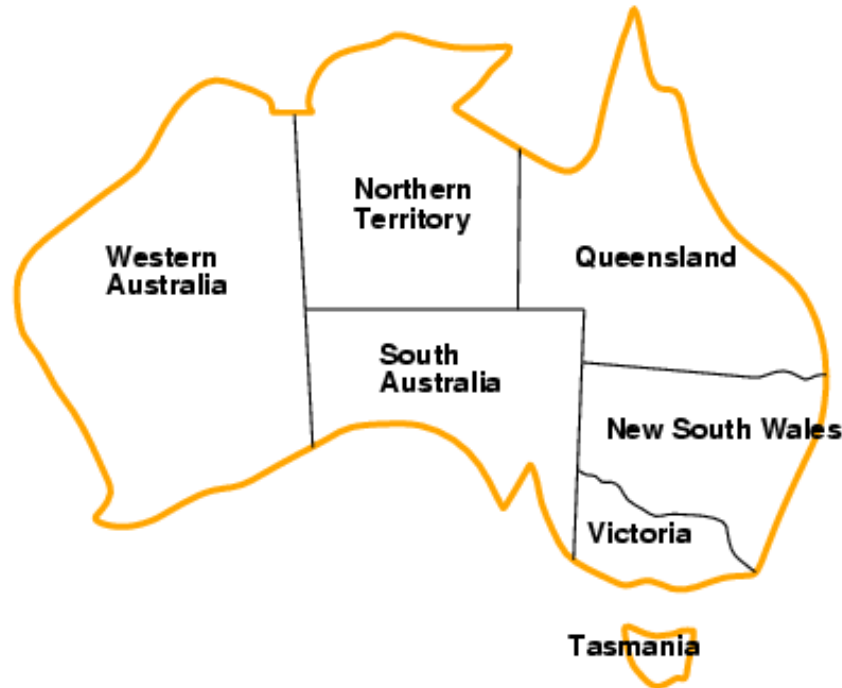 Northern
Territory
Western
Australia
Queensland
South
Australia
New South Wales
Victoria
Tasmania